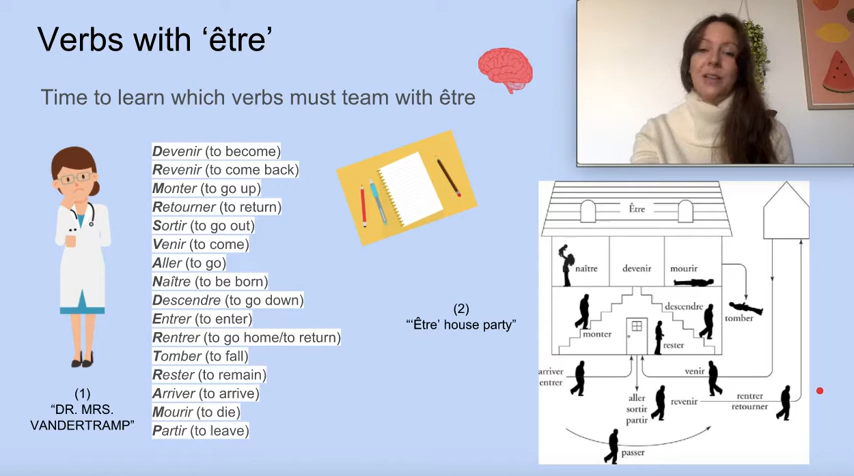 Verbs with ‘être’
Time to learn which verbs must team with être
Devenir (to become)
Revenir (to come back)
Monter (to go up)
Retourner (to return)
Sortir (to go out)
Venir (to come)
Aller (to go)
Naître (to be born)
Descendre (to go down)
Entrer (to enter)
Rentrer (to go home/to return)
Tomber (to fall)
Rester (to remain)
Arriver (to arrive)
Mourir (to die)
Partir (to leave)
(1)
“DR. MRS.
VANDERTRAMP”
(2)
“‘Être’ house party”
Être
naître
devenir
mourir
tomber
descendre
monter
rester
arriver
entrer
venir
aller
sortir
partir
revenir
rentrer
retourner
passer